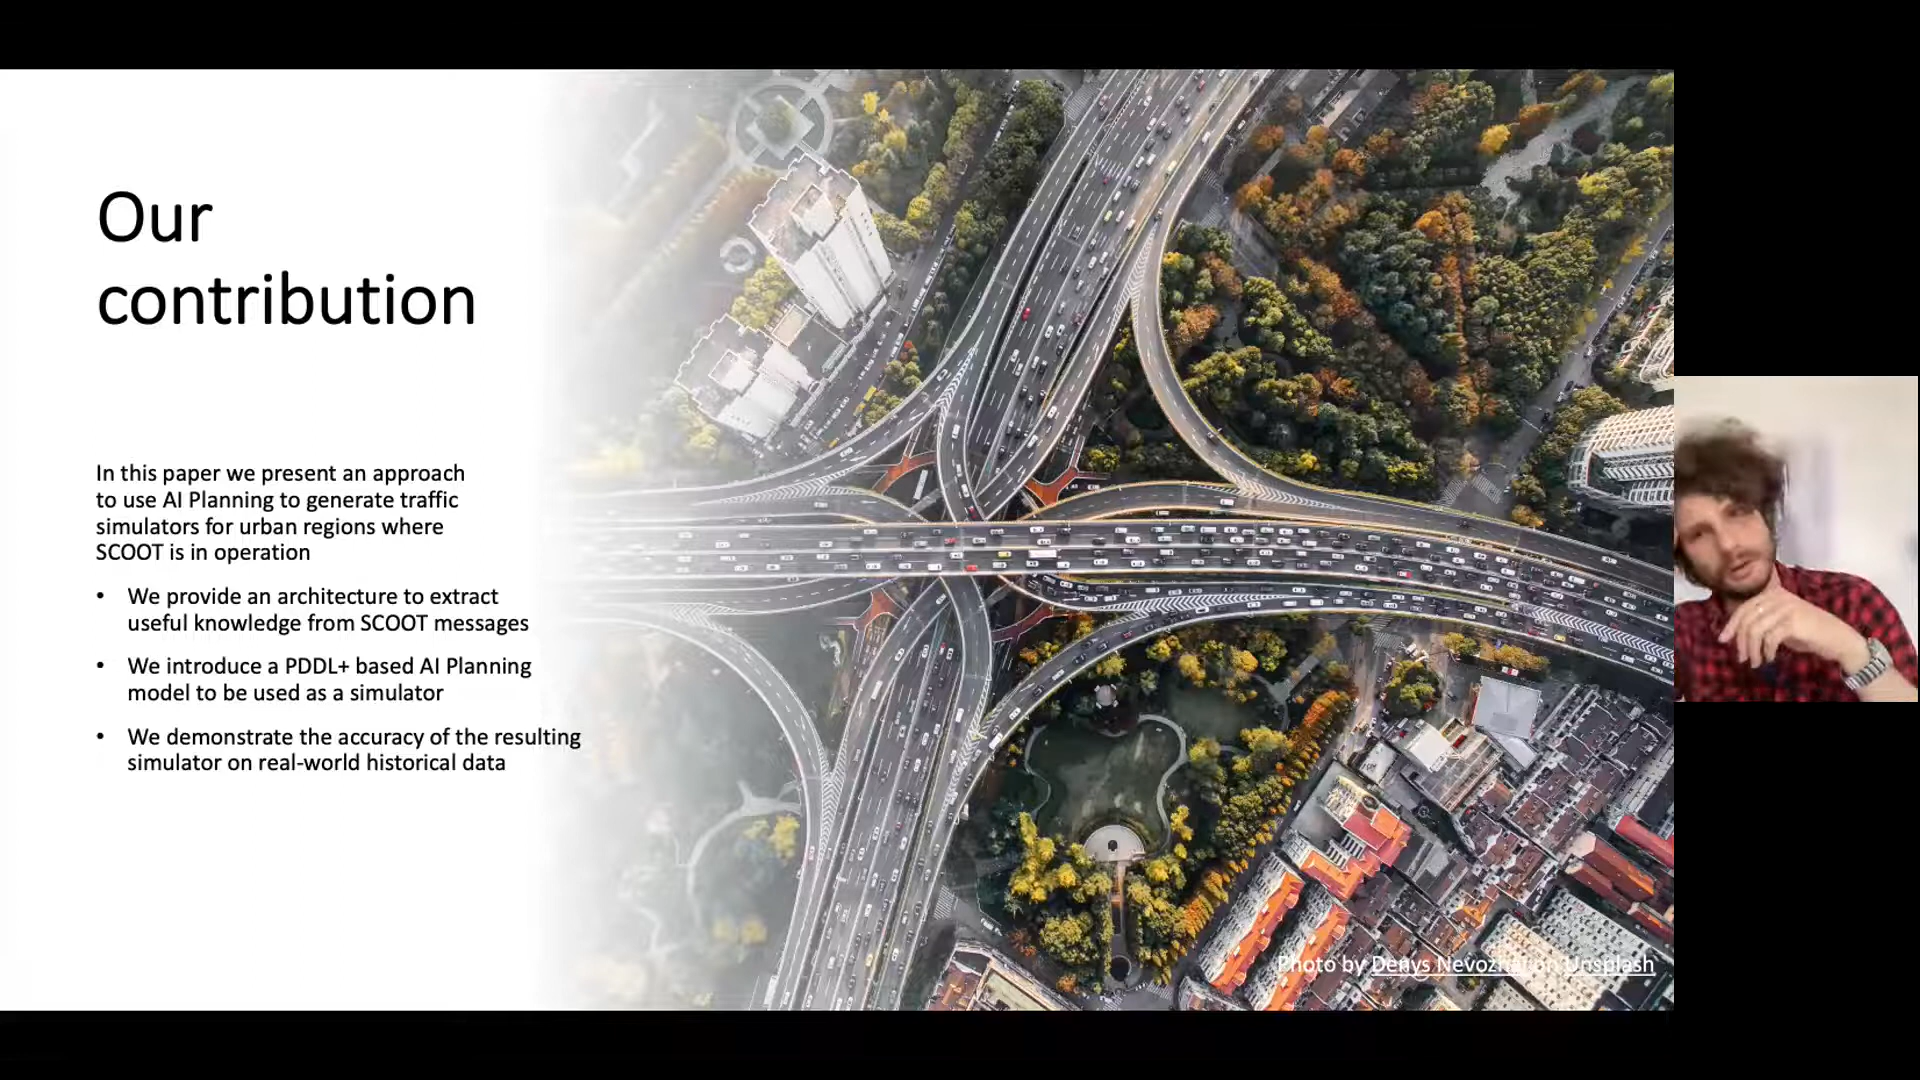 Our
contribution
In this paper we present an approach
to use AI Planning to generate traffic
simulators for urban regions where
SCOOT is in operation
• We provide an architecture to extract
useful knowledge from SCOOT messages
• We introduce a PDDL+ based AI Planning
model to be used as a simulator
• We demonstrate the accuracy of the resulting
simulator on real-world historical data
Photo by Denys Nevozhai on Unsplash